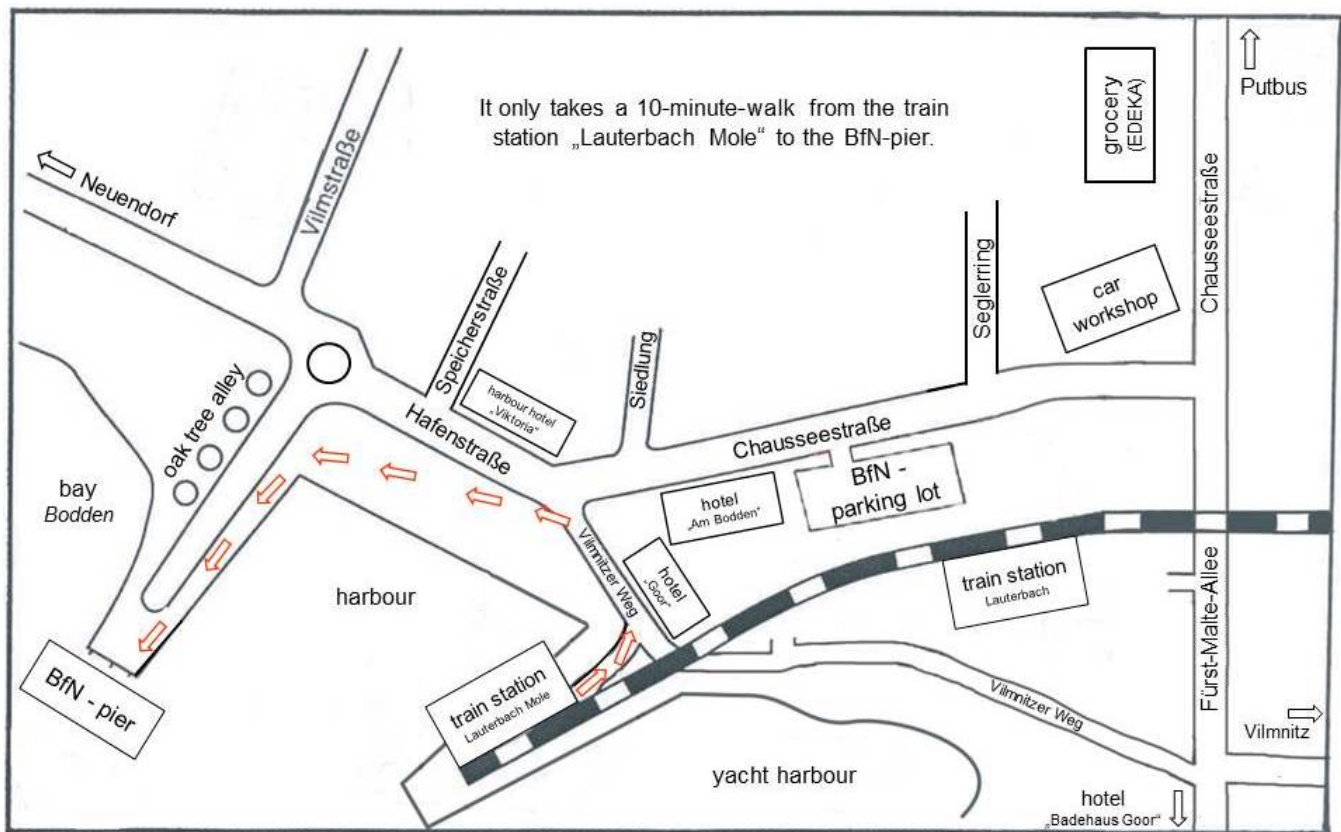 It only takes a 10-minute-walk from the train
station „Lauterbach Mole“ to the BfN-pier.
grocery
(EDEKA)
Putbus
Neuendorf
Vilmstraße
Chausseestraße
Speicherstraße
Seglerring
car
workshop
Siedlung
harbour hotel
„Viktoria“
oak tree alley
Hafenstraße
Chausseestraße
bay
Bodden
BfN -
parking lot
hotel
„Am Bodden“
Vilmnitzer Weg
hotel
„Goor“
train station
Lauterbach
Fürst-Malte-Allee
harbour
BfN - pier
train station
Lauterbach Mole
Vilmnitzer Weg
Vilmnitz
yacht harbour
hotel
„Badehaus Goor“